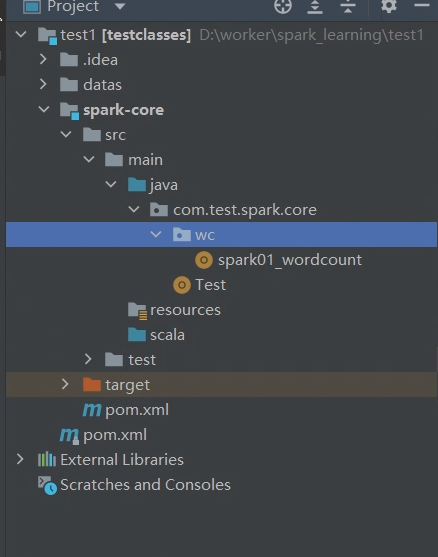 Project
test1 [testclasses] D:\worker\spark_learning\test1
.idea
datas
spark-core
src
main
java
com.test.spark.core
wc
spark01_wordcount
Test
resources
scala
test
target
pom.xml
pom.xml
External Libraries
Scratches and Consoles